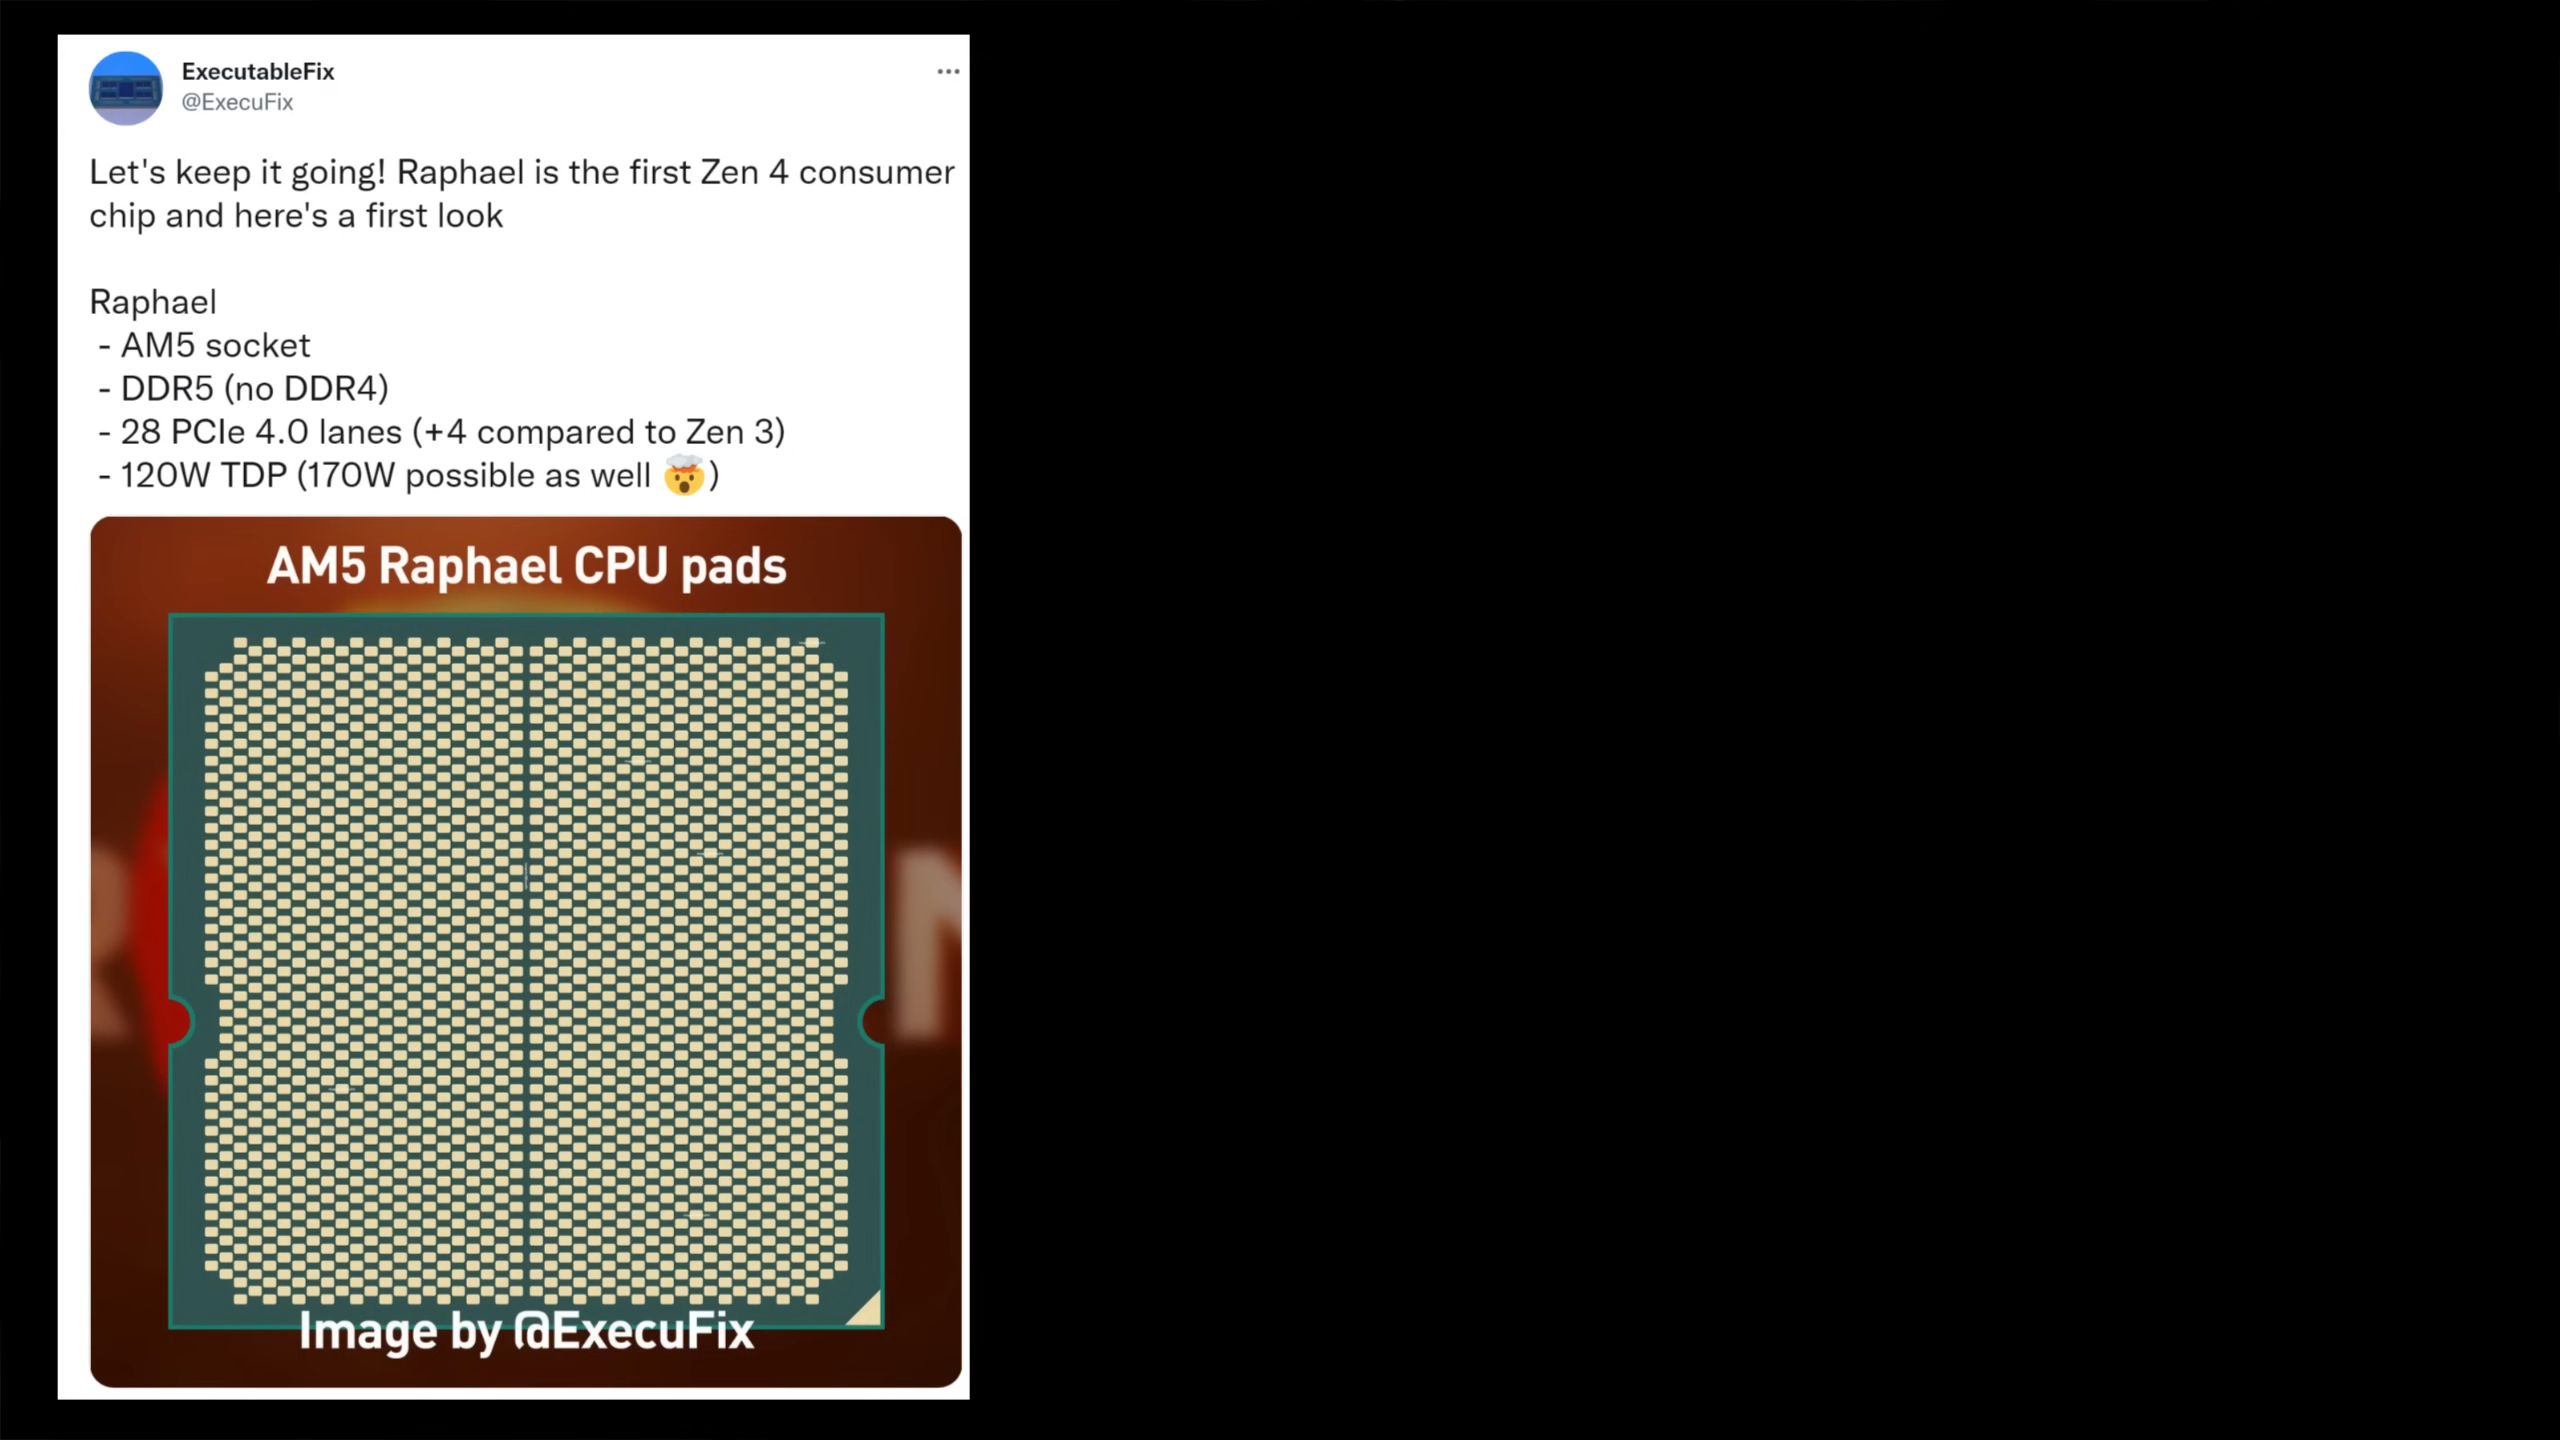 ExecutableFix
@ExecuFix
Let's keep it going! Raphael is the first Zen 4 consumer
chip and here's a first look
Raphael
- AM5 socket
- DDR5 (no DDR4)
- 28 PCIe 4.0 lanes (+4 compared to Zen 3)
- 120W TDP (170W possible as well 🤯)
AM5 Raphael CPU pads
Image by @ExecuFix